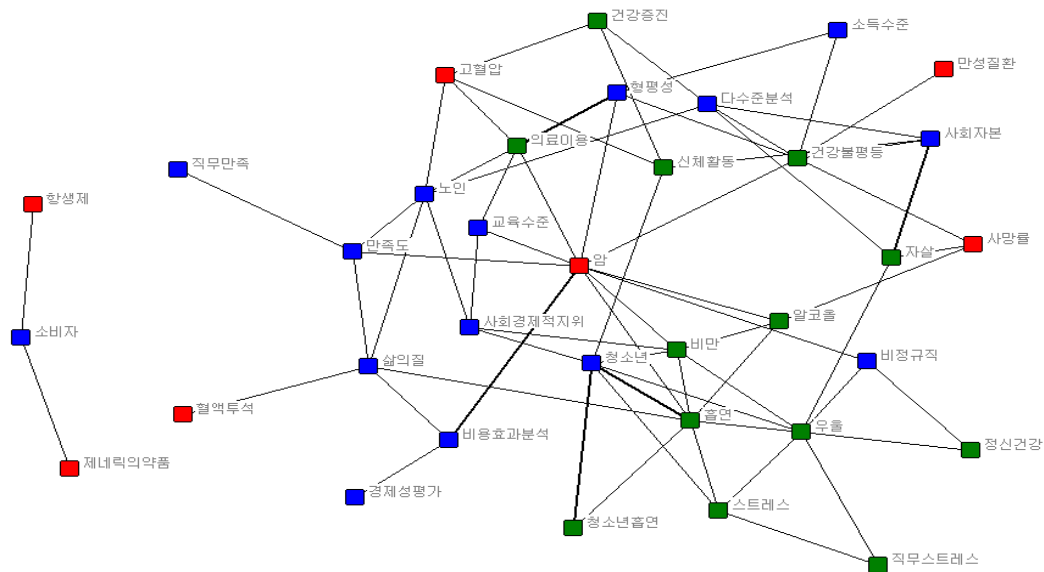 건강증진
소득수준
고혈압
만성질환
형평성
다수준분석
사회자본
의료이용
건강불평등
신체활동
직무만족
노인
항생제
교육수준
만족도
사망률
자살
암
사회경제적지위
알코올
소비자
비만
청소년
비정규직
삶의질
혈액투석
흡연
우울
비용효과분석
정신건강
제네릭의약품
경제성평가
스트레스
청소년흡연
직무스트레스